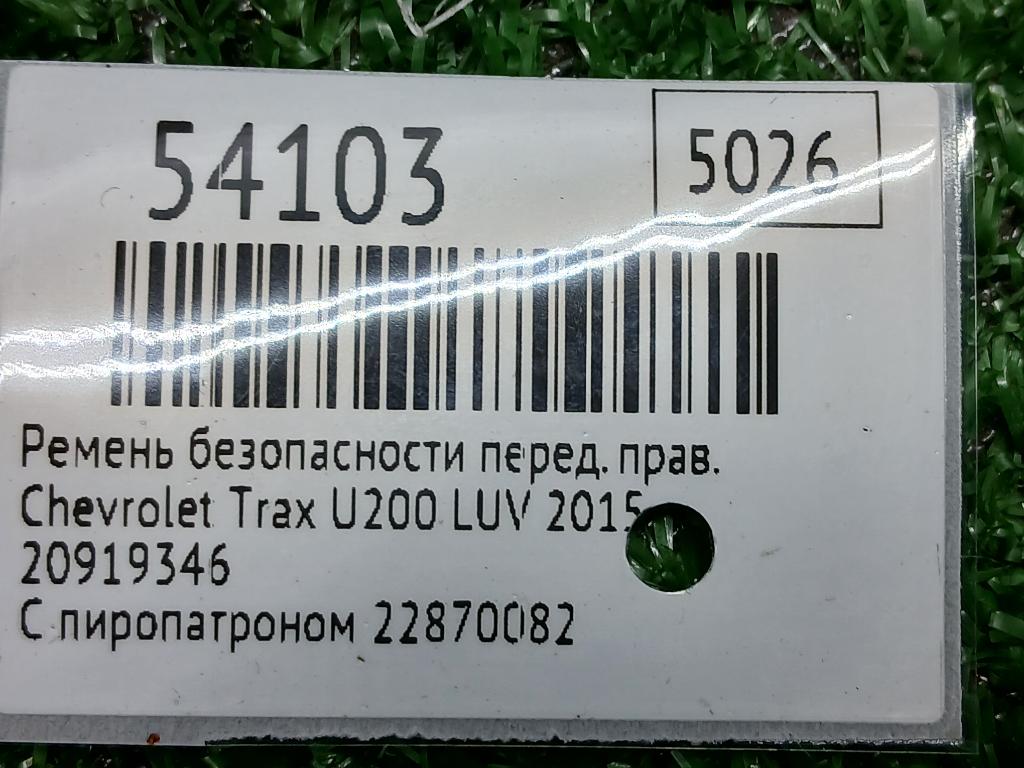 54103
5026
Ремень безопасности перед. прав.
Chevrolet Trax U200 LUV 2015
20919346
С пиропатроном 22870082